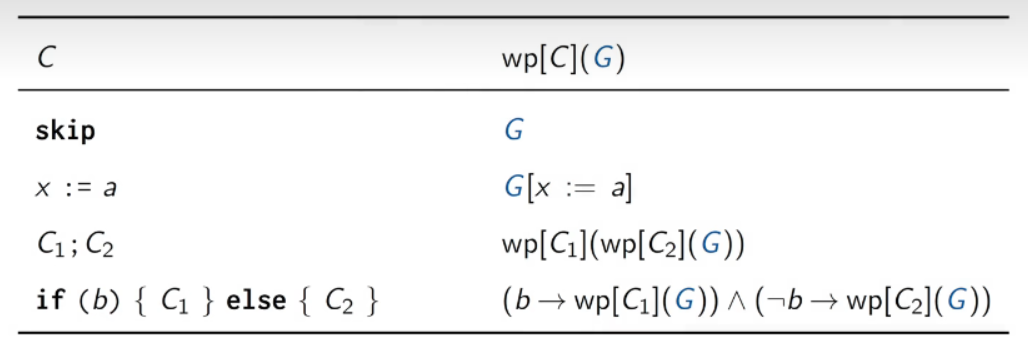 C wp[C](G)
skip G
x := a G[x := a]
C₁; C₂ wp[C₁](wp[C₂](G))
if (b) { C₁ } else { C₂ } (b → wp[C₁](G)) ∧ (¬b → wp[C₂](G))